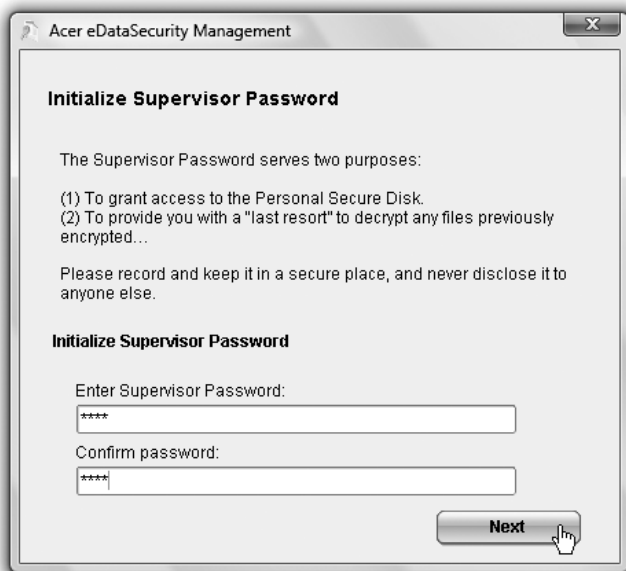 Acer eDataSecurity Management
Initialize Supervisor Password
The Supervisor Password serves two purposes:
(1) To grant access to the Personal Secure Disk.
(2) To provide you with a "last resort" to decrypt any files previously
encrypted...
Please record and keep it in a secure place, and never disclose it to
anyone else.
Initialize Supervisor Password
Enter Supervisor Password:
****
Confirm password:
****
Next